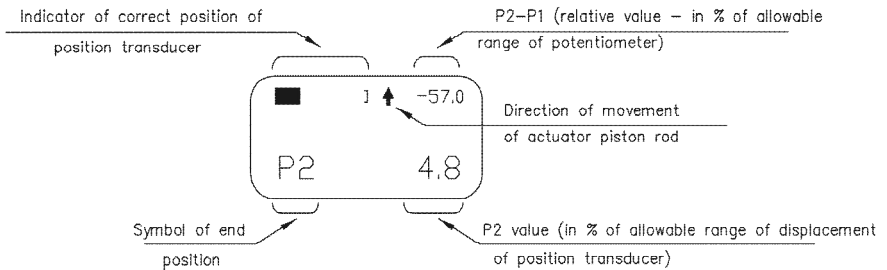 Indicator of correct position of
position transducer
P2-P1 (relative value – in % of allowable
range of potentiometer)
] -57.0
Direction of movement
of actuator piston rod
P2 4.8
Symbol of end
position
P2 value (in % of allowable range of displacement
of position transducer)